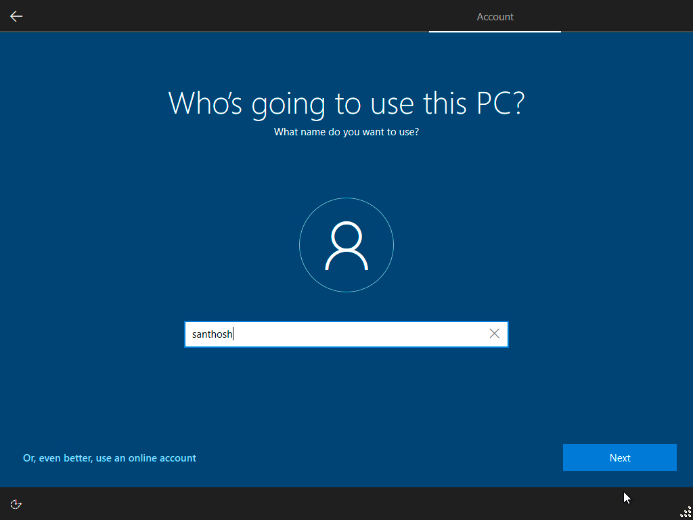 Account
Who's going to use this PC?
What name do you want to use?
santhosh
Or, even better, use an online account
Next